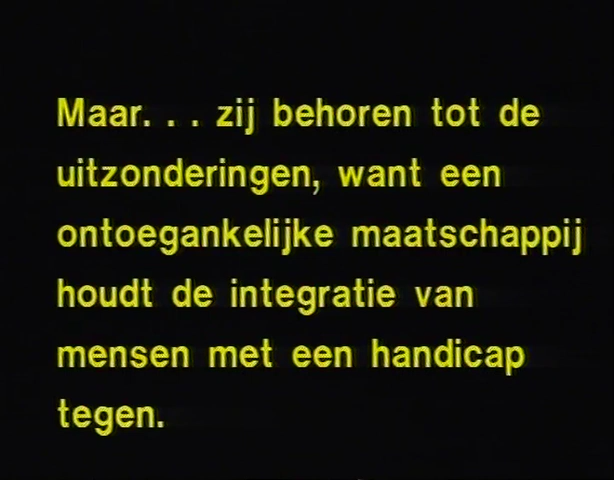 Maar. . . zij behoren tot de
uitzonderingen, want een
ontoegankelijke maatschappij
houdt de integratie van
mensen met een handicap
tegen.